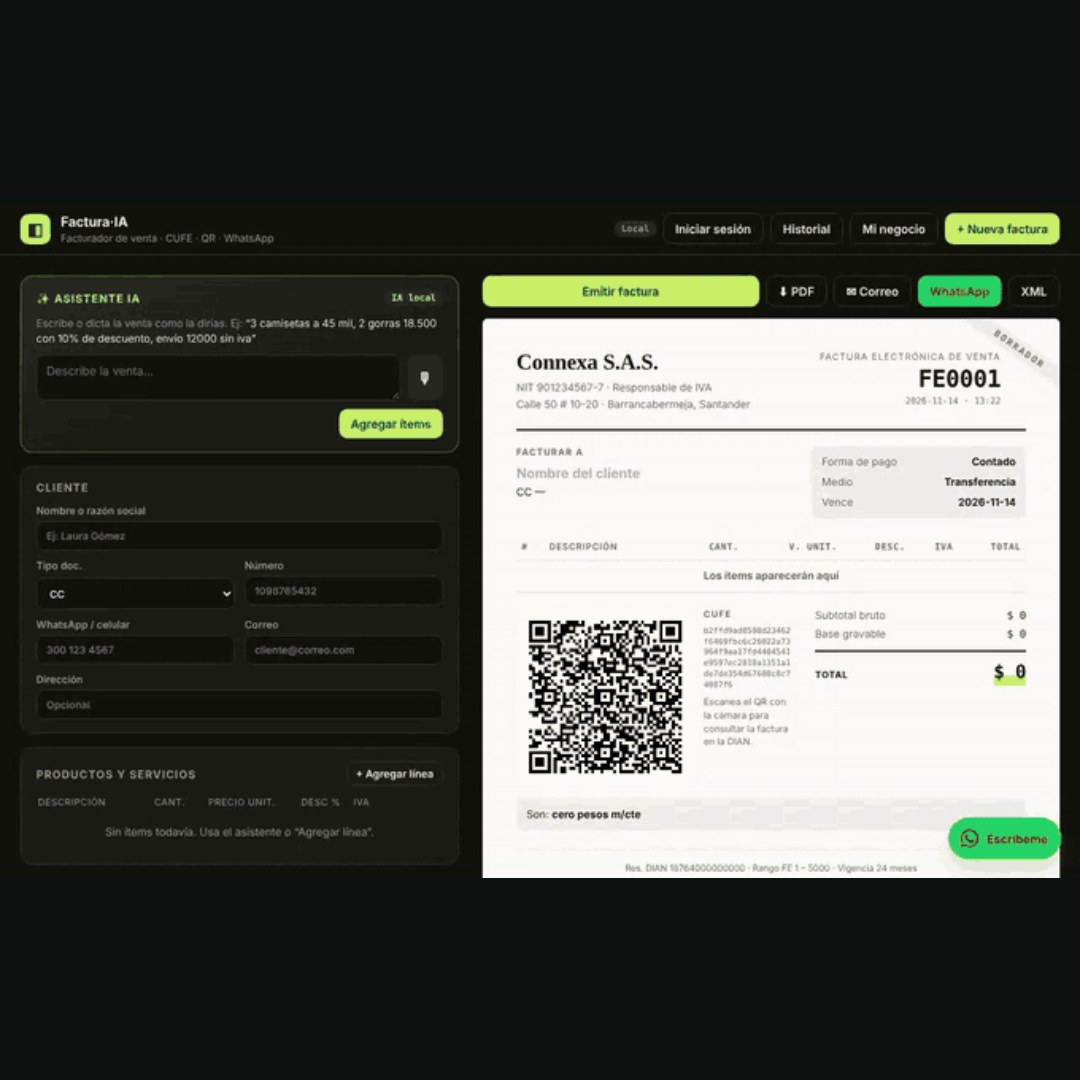 Factura·IA
Facturador de venta · CUFE · QR · WhatsApp
Local
Iniciar sesión
Historial
Mi negocio
+ Nueva factura
✨ ASISTENTE IA
IA local
Escribe o dicta la venta como la dirías. Ej: "3 camisetas a 45 mil, 2 gorras 18.500
con 10% de descuento, envío 12000 sin iva"
Describe la venta...
Agregar ítems
CLIENTE
Nombre o razón social
Ej: Laura Gómez
Tipo doc.
Número
CC
1098765432
WhatsApp / celular
Correo
300 123 4567
cliente@correo.com
Dirección
Opcional
PRODUCTOS Y SERVICIOS
+ Agregar línea
DESCRIPCIÓN CANT. PRECIO UNIT. DESC % IVA
Sin ítems todavía. Usa el asistente o "Agregar línea".
Emitir factura
⬇ PDF
✉ Correo
WhatsApp
XML
BORRADOR
Connexa S.A.S.
NIT 901234567-7 · Responsable de IVA
Calle 50 # 10-20 · Barrancabermeja, Santander
FACTURA ELECTRÓNICA DE VENTA
FE0001
2026-11-14 · 13:22
FACTURAR A
Nombre del cliente
CC —
Forma de pago Contado
Medio Transferencia
Vence 2026-11-14
# DESCRIPCIÓN CANT. V. UNIT. DESC. IVA TOTAL
Los ítems aparecerán aquí
CUFE
Escanea el QR con
la cámara para
consultar la factura
en la DIAN.
Subtotal bruto $ 0
Base gravable $ 0
TOTAL $ 0
Son: cero pesos m/cte
Escríbeme
Res. DIAN 18764000000000 · Rango FE 1 – 5000 · Vigencia 24 meses